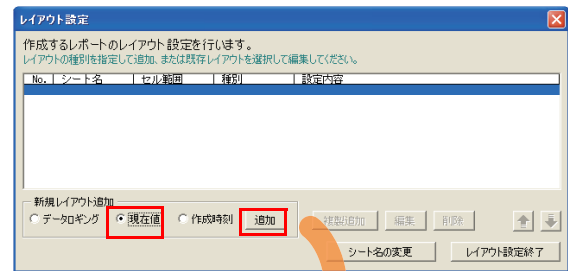 レイアウト設定
作成するレポートのレイアウト設定を行います。
レイアウトの種別を指定して追加、または既存レイアウトを選択して編集してください。
No. シート名 セル範囲 種別 設定内容
新規レイアウト追加
データロギング 現在値 作成時刻 追加 複製追加 編集 削除
シート名の変更 レイアウト設定終了